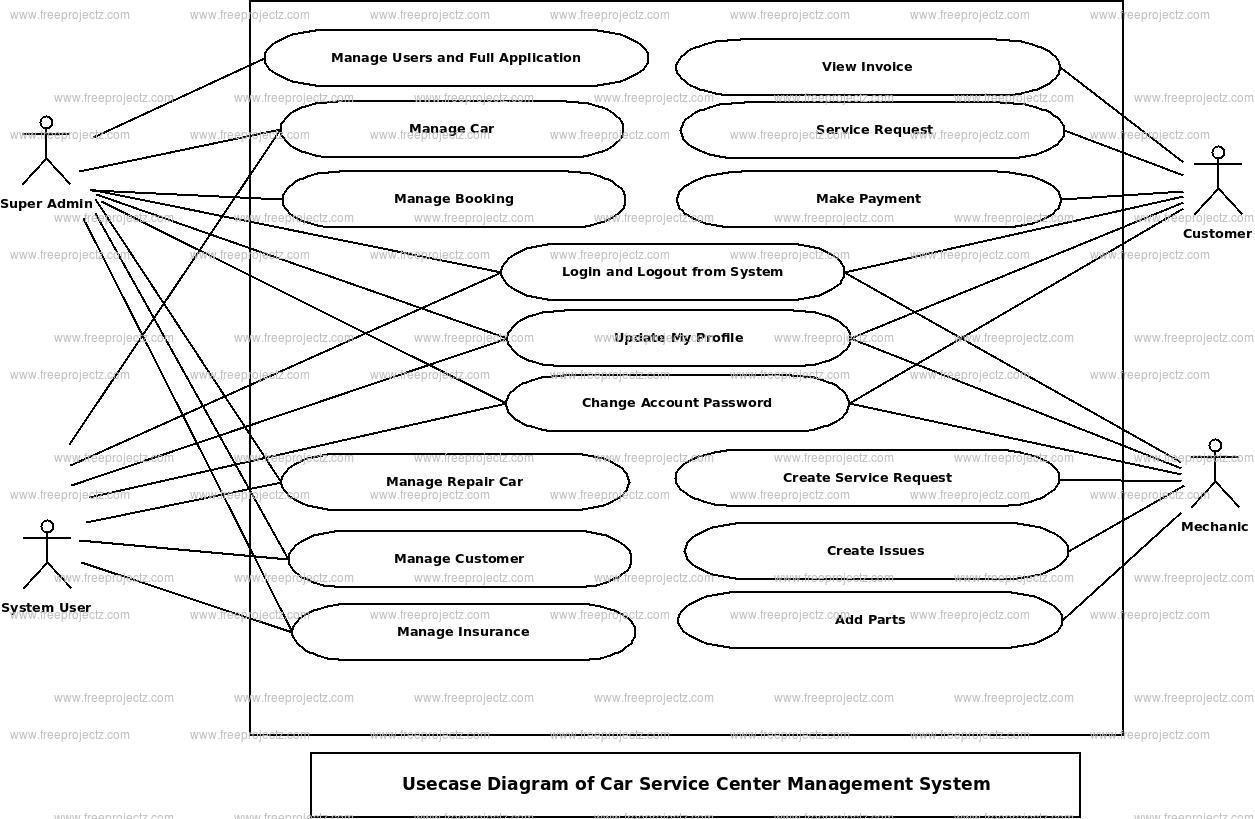 Manage Users and Full Application
View Invoice
Manage Car
Service Request
Manage Booking
Make Payment
Super Admin
Customer
Login and Logout from System
Update My Profile
Change Account Password
Manage Repair Car
Create Service Request
Mechanic
Manage Customer
Create Issues
System User
Manage Insurance
Add Parts
Usecase Diagram of Car Service Center Management System
www.freeprojectz.com